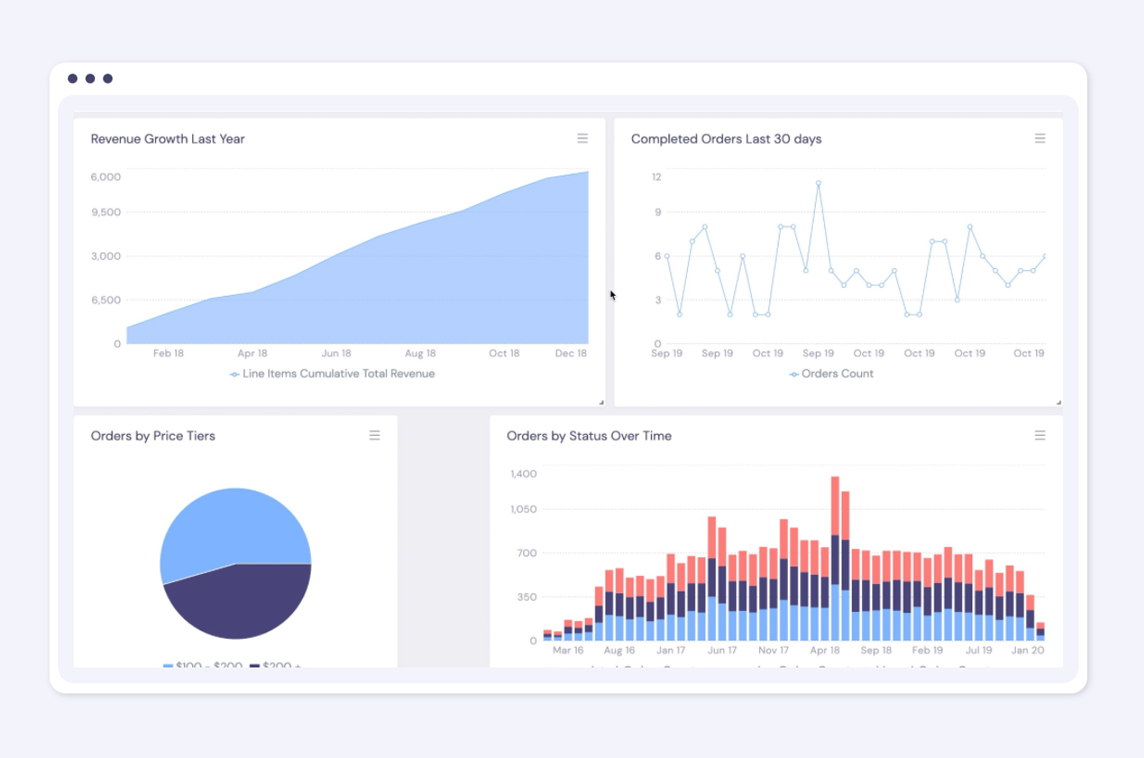 Revenue Growth Last Year
6,000
9,500
3,000
6,500
0
Feb 18 Apr 18 Jun 18 Aug 18 Oct 18 Dec 18
Line Items Cumulative Total Revenue
Completed Orders Last 30 days
12
9
6
3
0
Sep 19 Sep 19 Oct 19 Sep 19 Oct 19 Oct 19 Oct 19 Oct 19
Orders Count
Orders by Price Tiers
$100 - $200 $200 +
Orders by Status Over Time
1,400
1,050
700
350
0
Mar 16 Aug 16 Jan 17 Jun 17 Nov 17 Apr 18 Sep 18 Feb 19 Jul 19 Jan 20